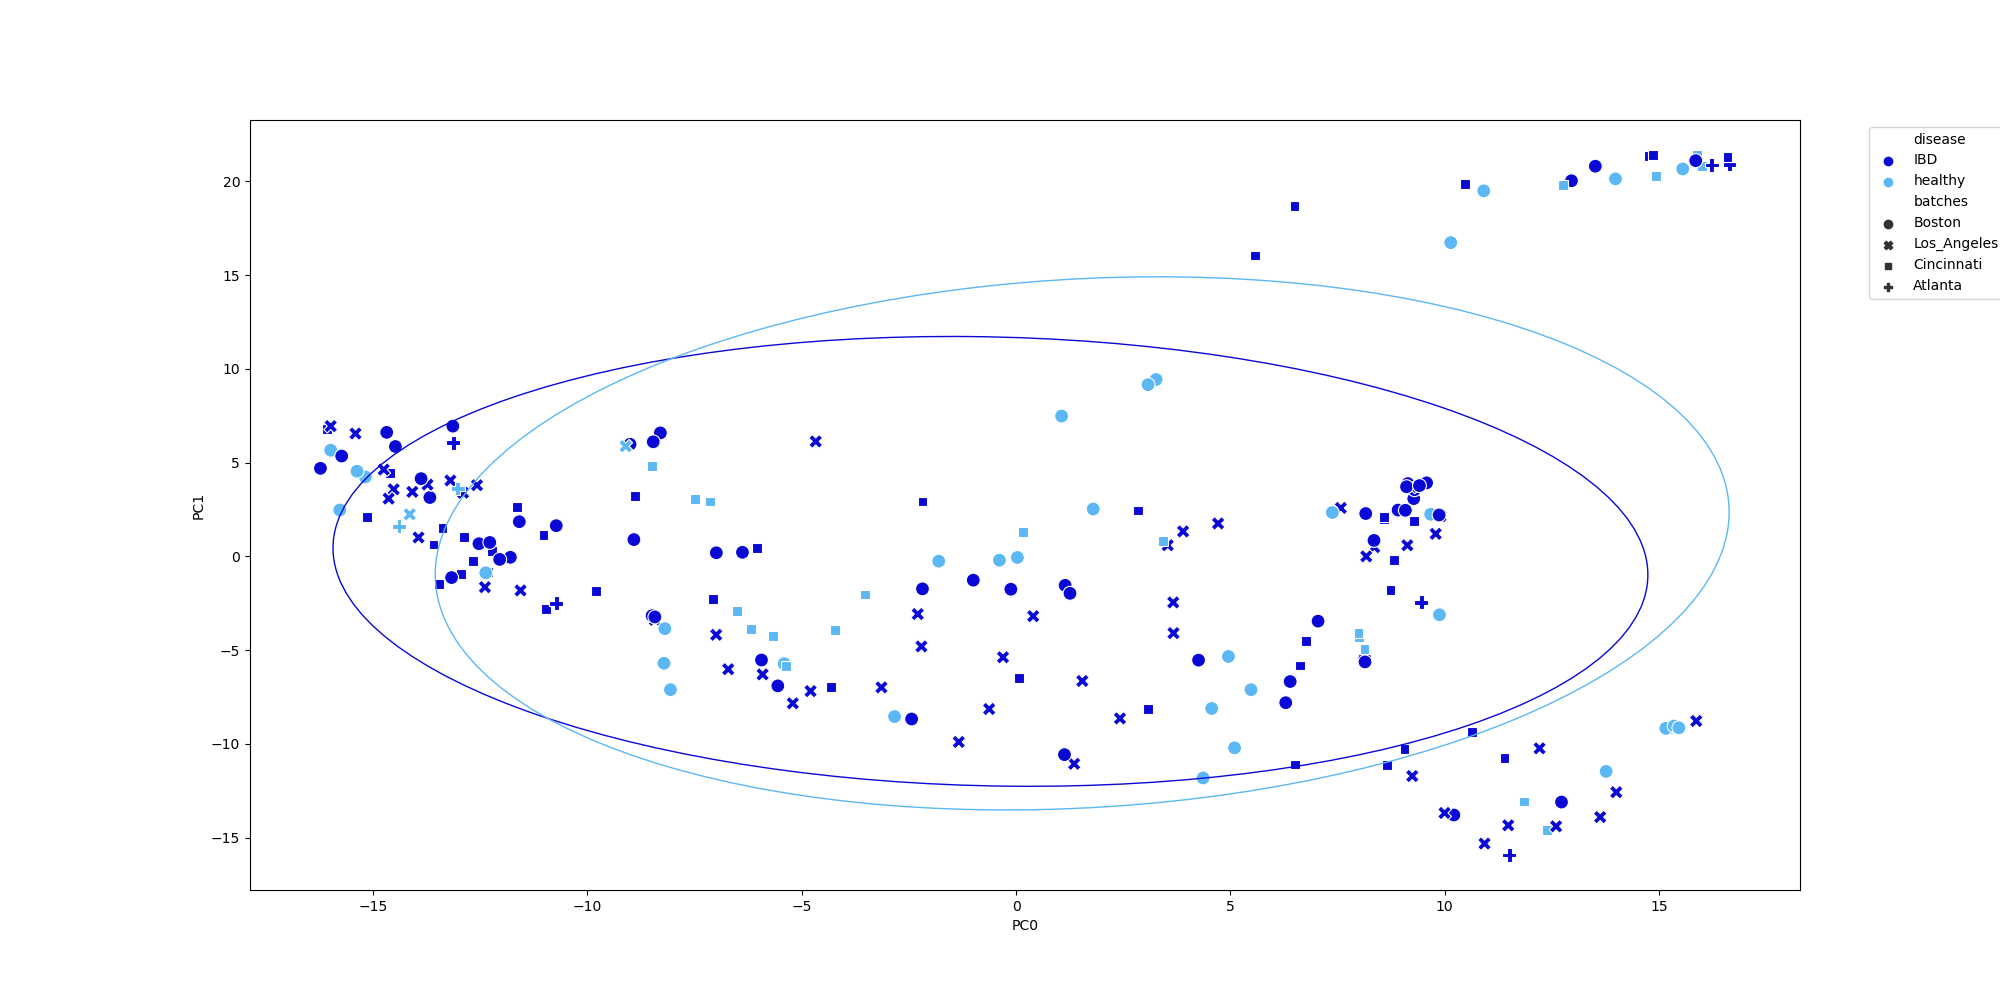 disease
IBD
healthy
batches
Boston
Los_Angeles
Cincinnati
Atlanta
20
15
10
5
0
−5
−10
−15
PC1
−15
−10
−5
0
5
10
15
PC0